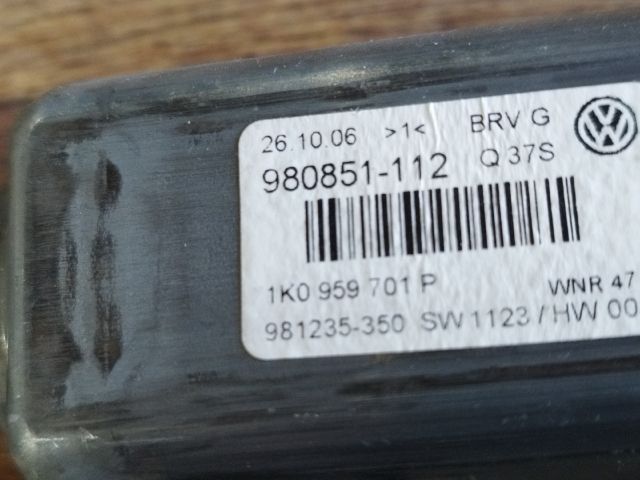 26.10.06 >1< BRV G
980851-112 Q 37S
1K0 959 701 P WNR 47
981235-350 SW 1123 / HW 00